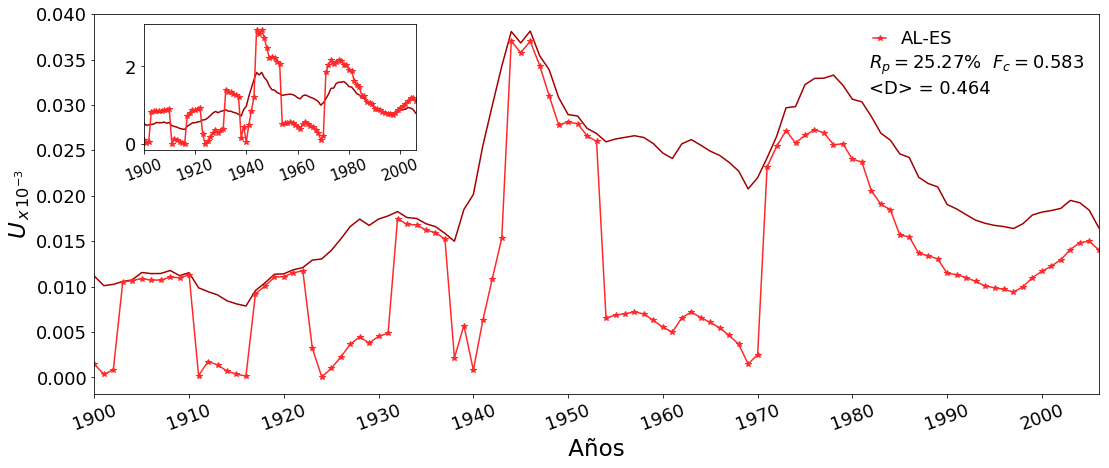 0.040
0.035
0.030
0.025
0.020
0.015
0.010
0.005
0.000
U_{x 10^{-3}}
2
0
1900 1920 1940 1960 1980 2000
AL-ES
R_p = 25.27% F_c = 0.583
<D> = 0.464
1900 1910 1920 1930 1940 1950 1960 1970 1980 1990 2000
Años